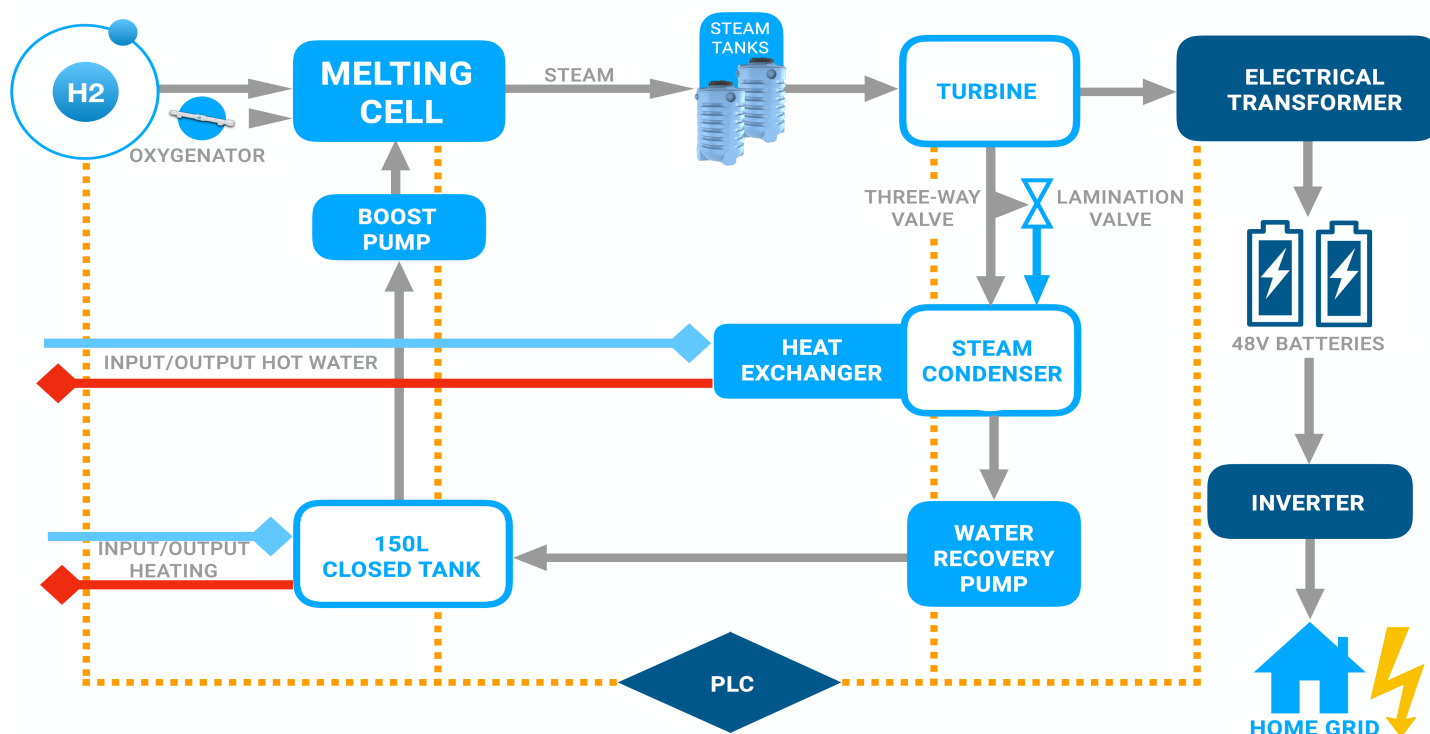 H2
OXYGENATOR
MELTING
CELL
STEAM
STEAM
TANKS
TURBINE
ELECTRICAL
TRANSFORMER
BOOST
PUMP
THREE-WAY
VALVE
LAMINATION
VALVE
48V BATTERIES
INPUT/OUTPUT HOT WATER
HEAT
EXCHANGER
STEAM
CONDENSER
INVERTER
INPUT/OUTPUT
HEATING
150L
CLOSED TANK
WATER
RECOVERY
PUMP
PLC
HOME GRID